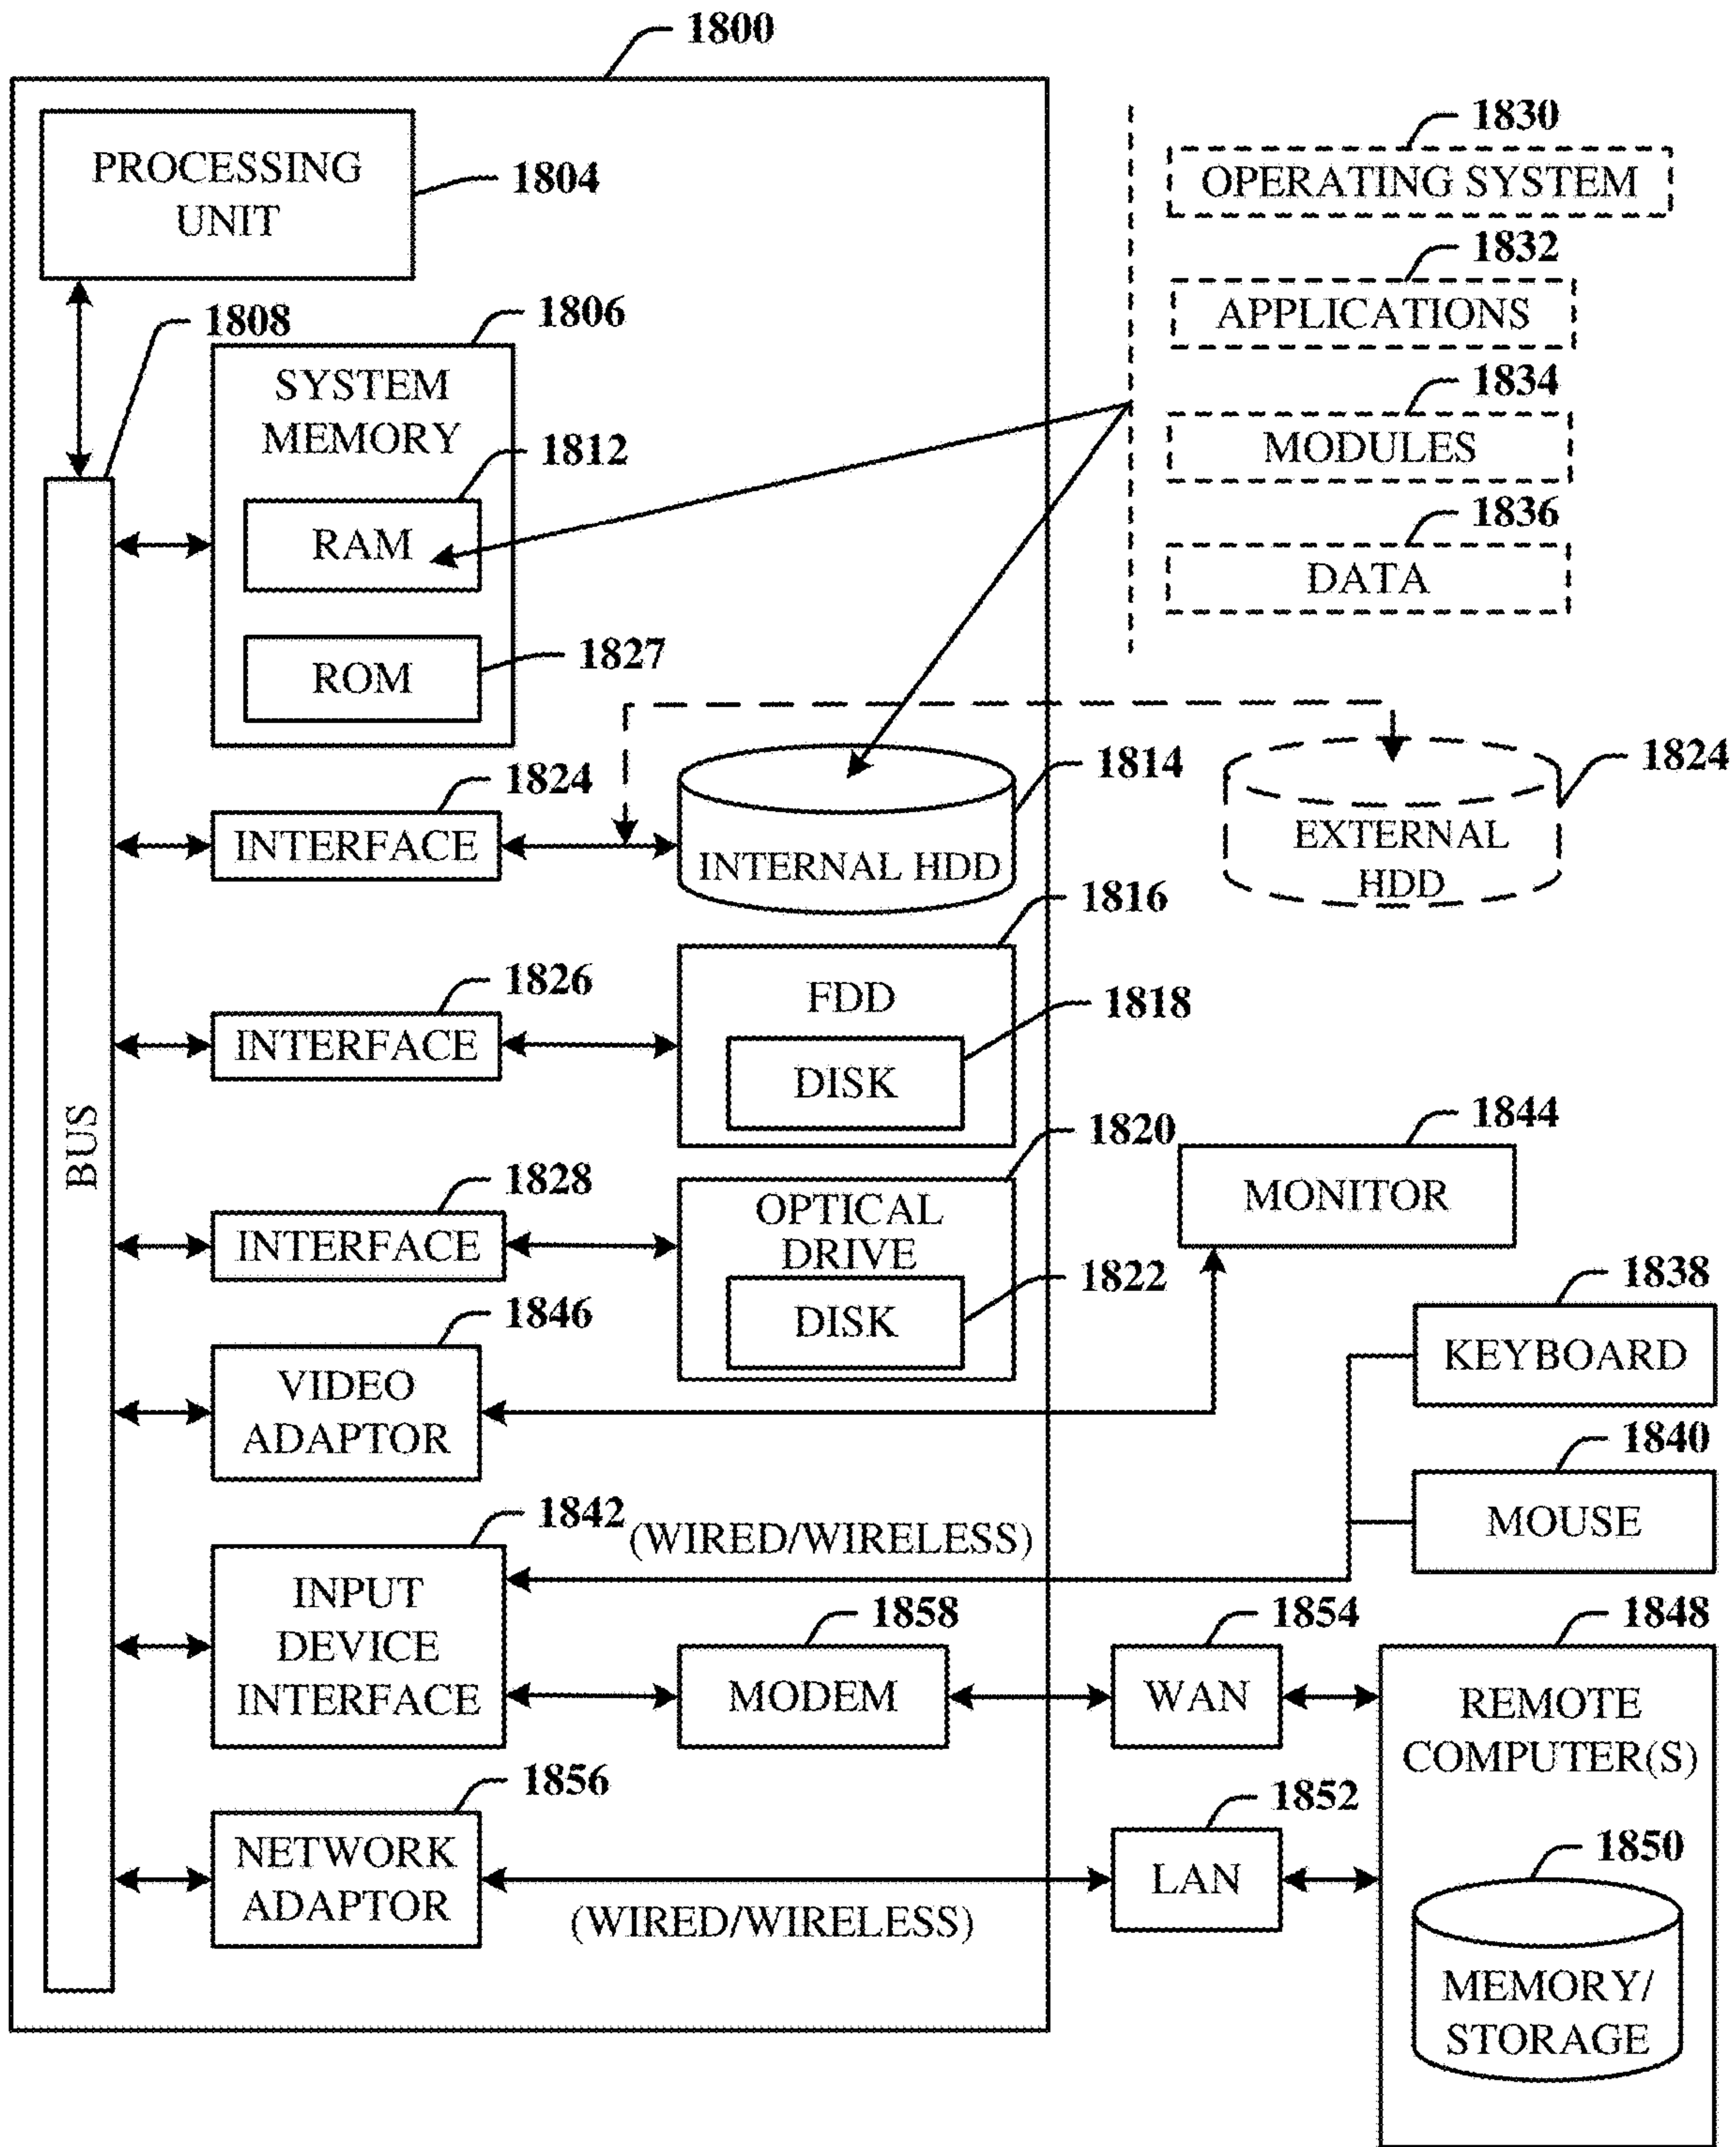 1800
PROCESSING
UNIT
1804
1830
OPERATING SYSTEM
1832
APPLICATIONS
1834
MODULES
1836
DATA
1808
1806
SYSTEM
MEMORY
1812
RAM
1827
ROM
BUS
1824
INTERFACE
1814
INTERNAL HDD
1824
EXTERNAL
HDD
1826
INTERFACE
1816
FDD
1818
DISK
1828
INTERFACE
1820
OPTICAL
DRIVE
1822
DISK
1844
MONITOR
1846
VIDEO
ADAPTOR
1838
KEYBOARD
1840
MOUSE
1842
(WIRED/WIRELESS)
INPUT
DEVICE
INTERFACE
1858
MODEM
1854
WAN
1848
REMOTE
COMPUTER(S)
1856
NETWORK
ADAPTOR
(WIRED/WIRELESS)
1852
LAN
1850
MEMORY/
STORAGE